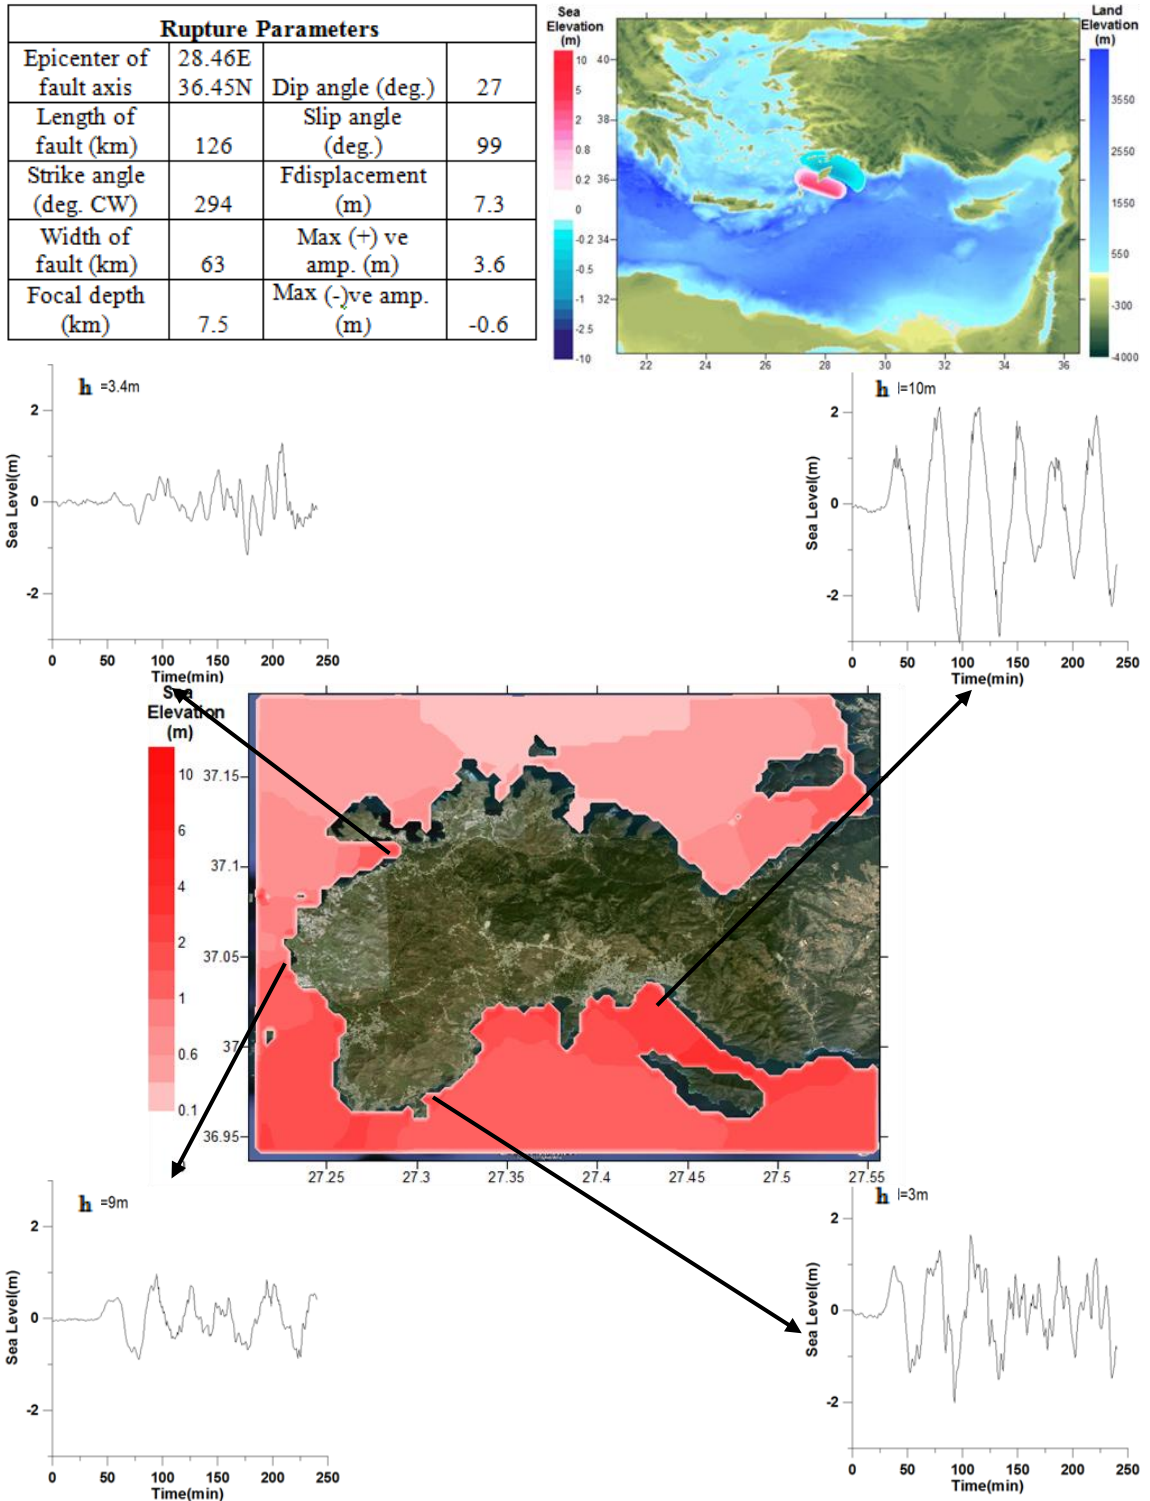 Rupture Parameters
Epicenter of fault axis
28.46E
36.45N
Dip angle (deg.)
27
Length of fault (km)
126
Slip angle (deg.)
99
Strike angle (deg. CW)
294
Fdisplacement (m)
7.3
Width of fault (km)
63
Max (+) ve amp. (m)
3.6
Focal depth (km)
7.5
Max (-)ve amp. (m)
-0.6
Sea Elevation (m)
10
5
2
0.8
0.2
0
-0.2
-0.5
-1
-2.5
-10
40
38
36
34
32
22 24 26 28 30 32 34 36
Land Elevation (m)
3550
2550
1550
550
-300
-4000
h =3.4m
Sea Level(m)
2
0
-2
0 50 100 150 200 250
Time(min)
h =10m
Sea Level(m)
2
0
-2
0 50 100 150 200 250
Time(min)
Sea Elevation (m)
10
6
4
2
1
0.6
0.1
37.15
37.1
37.05
37
36.95
27.25 27.3 27.35 27.4 27.45 27.5 27.55
h =9m
Sea Level(m)
2
0
-2
0 50 100 150 200 250
Time(min)
h =3m
Sea Level(m)
2
0
-2
0 50 100 150 200 250
Time(min)